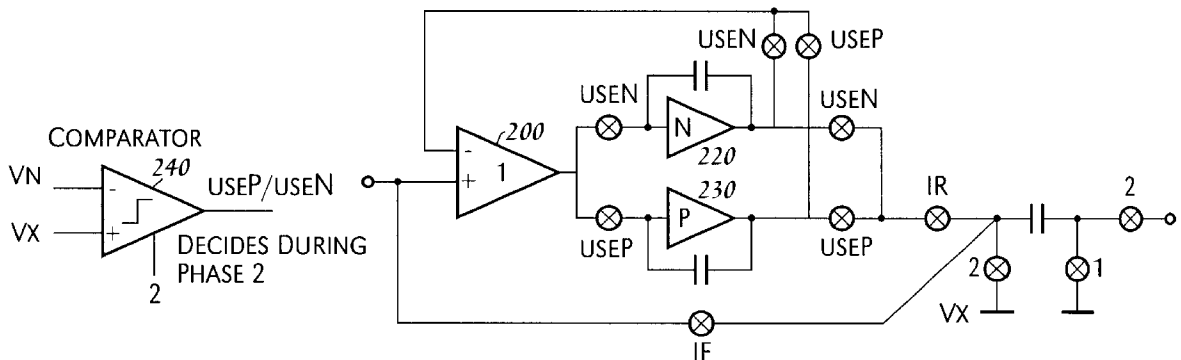 USEN
USEP
USEN
USEN
COMPARATOR
240
200
N
220
VN
-
USEP/USEN
-
1
+
230
P
IR
2
VX
+
DECIDES DURING
PHASE 2
2
USEP
USEP
2
1
VX
IF